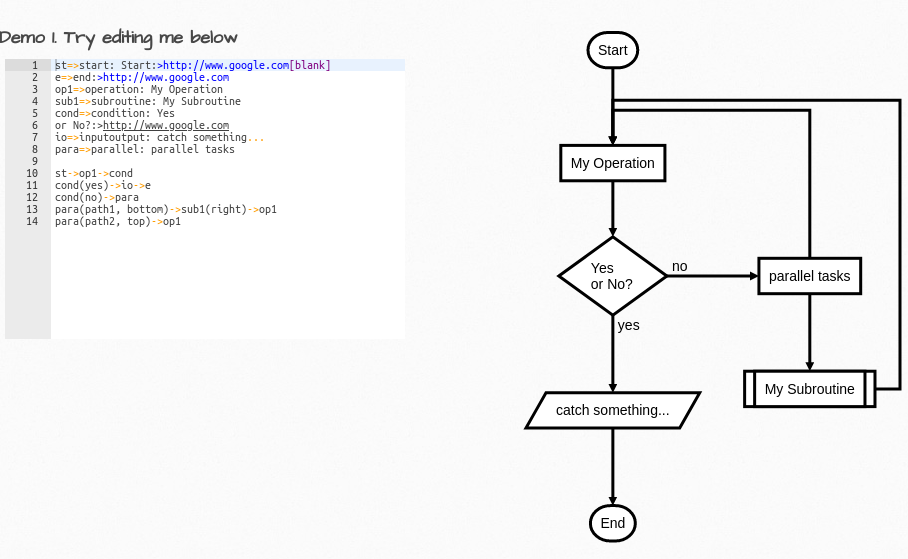 Demo 1. Try editing me below
1 st=>start: Start:>http://www.google.com[blank]
2 e=>end:>http://www.google.com
3 op1=>operation: My Operation
4 sub1=>subroutine: My Subroutine
5 cond=>condition: Yes
6 or No?:>http://www.google.com
7 io=>inputoutput: catch something...
8 para=>parallel: parallel tasks
9
10 st->op1->cond
11 cond(yes)->io->e
12 cond(no)->para
13 para(path1, bottom)->sub1(right)->op1
14 para(path2, top)->op1
Start
My Operation
Yes
or No?
no
parallel tasks
yes
My Subroutine
catch something...
End